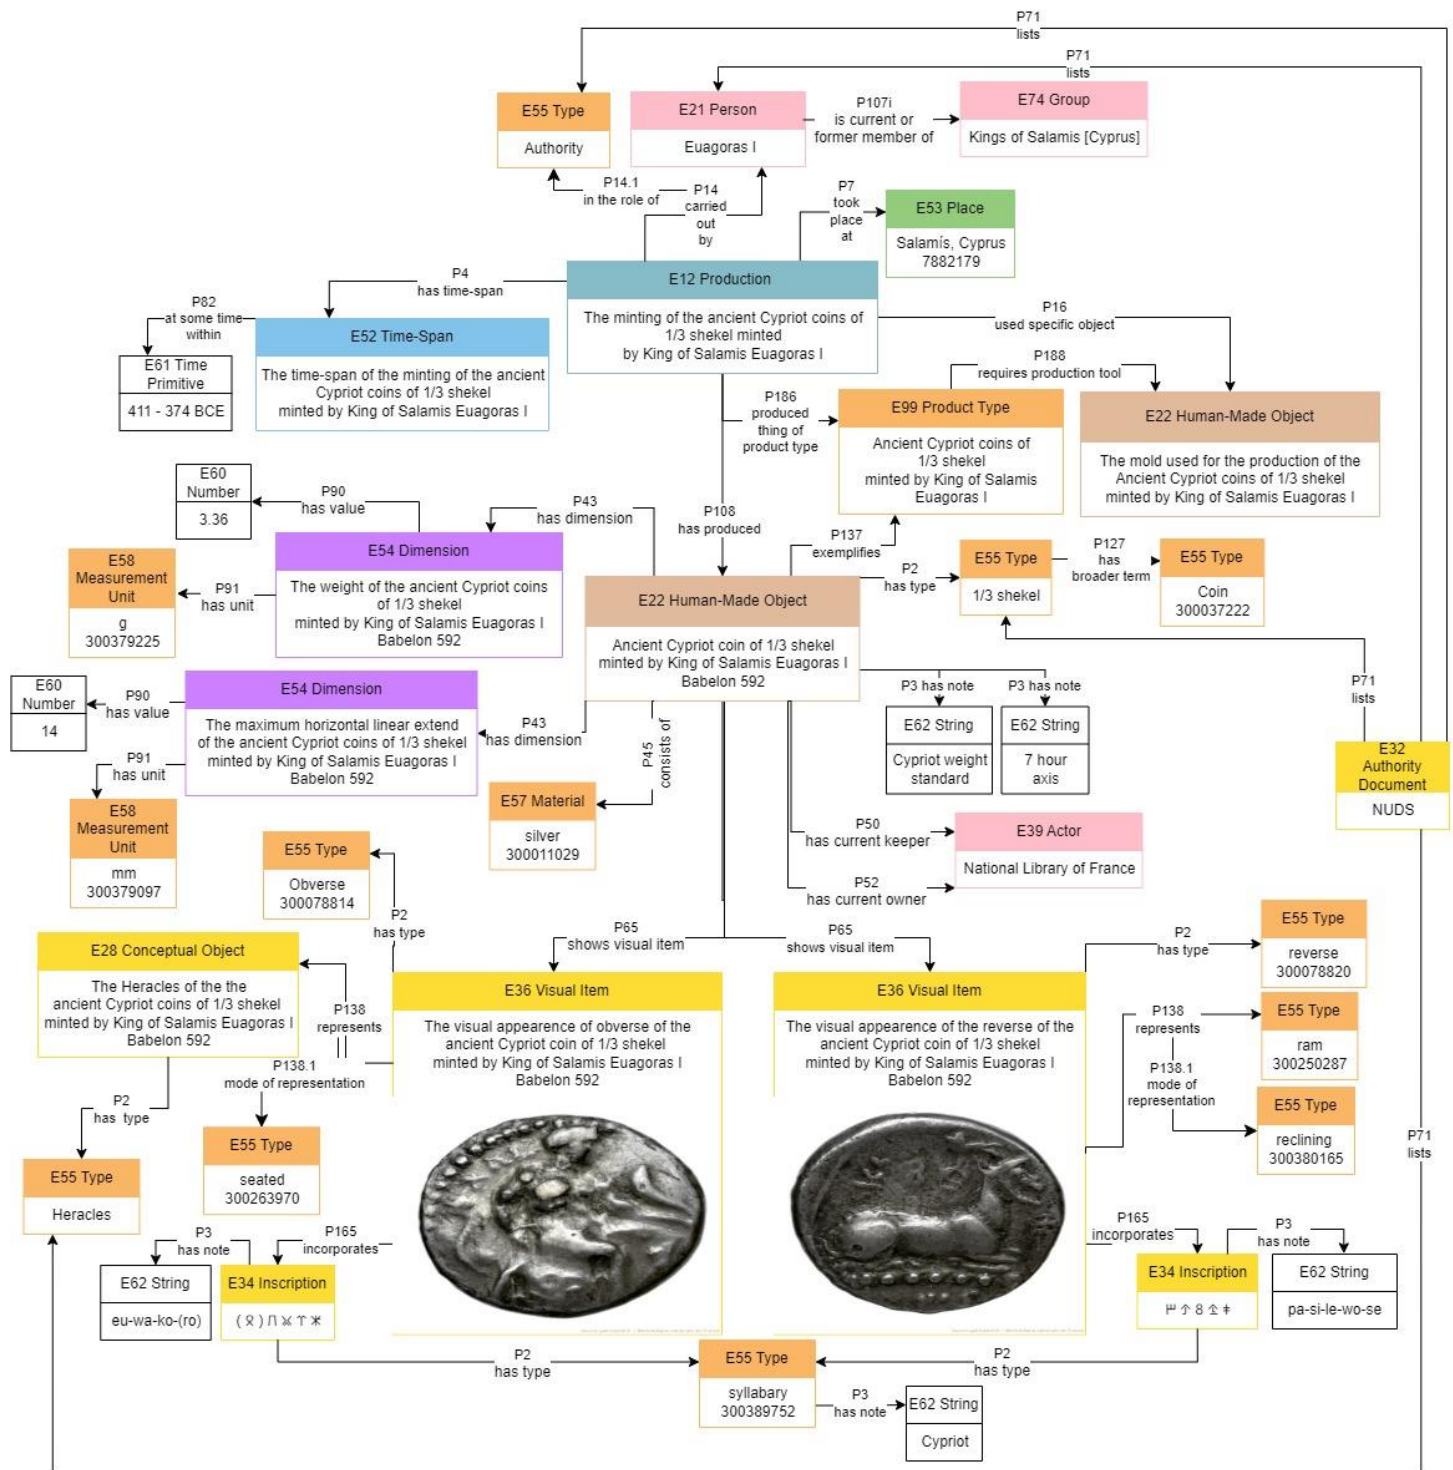 P71
lists
P71
lists
E55 Type
Authority
E21 Person
Euagoras I
P107i
is current or
former member of
E74 Group
Kings of Salamis [Cyprus]
P14.1
in the role of
P14
carried
out
by
P7
took
place
at
E53 Place
Salamís, Cyprus
7882179
P4
has time-span
E12 Production
The minting of the ancient Cypriot coins of
1/3 shekel minted
by King of Salamis Euagoras I
P16
used specific object
P82
at some time
within
E52 Time-Span
The time-span of the minting of the ancient
Cypriot coins of 1/3 shekel
minted by King of Salamis Euagoras I
E61 Time
Primitive
411 - 374 BCE
P188
requires production tool
P186
produced
thing of
product type
E99 Product Type
Ancient Cypriot coins of
1/3 shekel
minted by King of Salamis
Euagoras I
E22 Human-Made Object
The mold used for the production of the
Ancient Cypriot coins of 1/3 shekel
minted by King of Salamis Euagoras I
E60
Number
3.36
P90
has value
P43
has dimension
P108
has produced
P137
exemplifies
E54 Dimension
The weight of the ancient Cypriot coins
of 1/3 shekel
minted by King of Salamis Euagoras I
Babelon 592
E58
Measurement
Unit
g
300379225
P91
has unit
E22 Human-Made Object
Ancient Cypriot coin of 1/3 shekel
minted by King of Salamis Euagoras I
Babelon 592
P2
has type
E55 Type
1/3 shekel
P127
has
broader term
E55 Type
Coin
300037222
E60
Number
14
P90
has value
E54 Dimension
The maximum horizontal linear extend
of the ancient Cypriot coins of 1/3 shekel
minted by King of Salamis Euagoras I
Babelon 592
P43
has dimension
P45
consists of
P3 has note
P3 has note
E62 String
Cypriot weight
standard
E62 String
7 hour
axis
P71
lists
E32
Authority
Document
NUDS
P91
has unit
E58
Measurement
Unit
mm
300379097
E57 Material
silver
300011029
P50
has current keeper
E39 Actor
National Library of France
P52
has current owner
E55 Type
Obverse
300078814
P2
has type
P65
shows visual item
P65
shows visual item
P2
has type
E55 Type
reverse
300078820
E28 Conceptual Object
The Heracles of the the
ancient Cypriot coins of 1/3 shekel
minted by King of Salamis Euagoras I
Babelon 592
P138
represents
E36 Visual Item
The visual appearence of obverse of the
ancient Cypriot coin of 1/3 shekel
minted by King of Salamis Euagoras I
Babelon 592
E36 Visual Item
The visual appearence of the reverse of the
ancient Cypriot coin of 1/3 shekel
minted by King of Salamis Euagoras I
Babelon 592
P138
represents
E55 Type
ram
300250287
P138.1
mode of representation
P138.1
mode of
representation
E55 Type
reclining
300380165
P2
has type
E55 Type
seated
300263970
E55 Type
Heracles
P71
lists
P3
has note
P165
incorporates
E62 String
eu-wa-ko-(ro)
E34 Inscription
P165
incorporates
P3
has note
E34 Inscription
E62 String
pa-si-le-wo-se
P2
has type
E55 Type
syllabary
300389752
P2
has type
P3
has note
E62 String
Cypriot